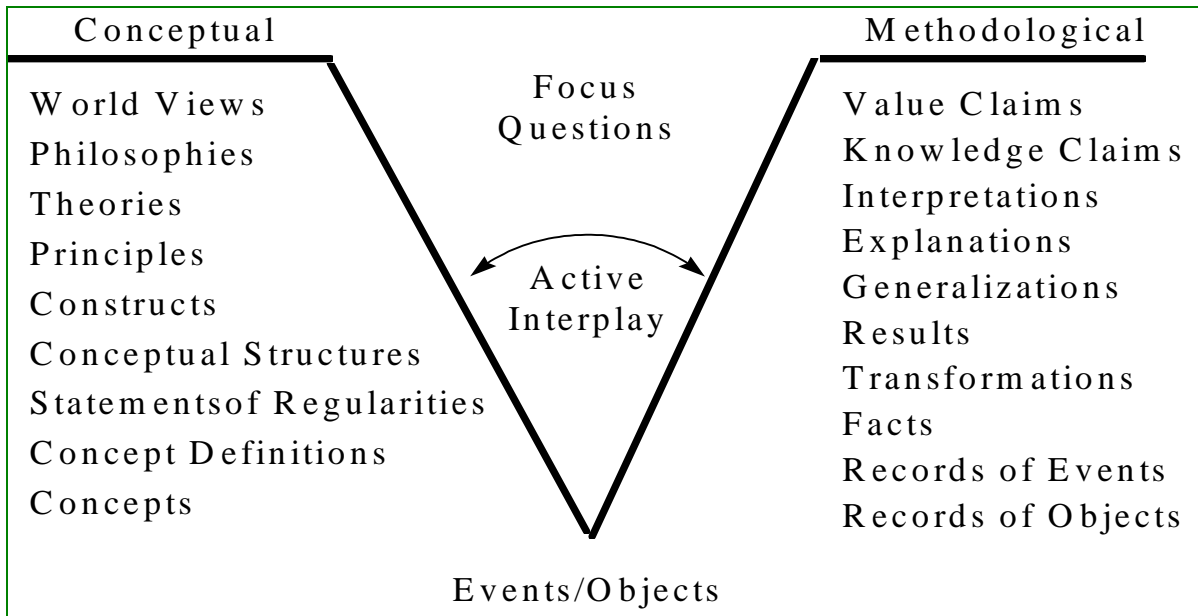 Conceptual
World Views
Philosophies
Theories
Principles
Constructs
Conceptual Structures
Statementsof Regularities
Concept Definitions
Concepts
Focus
Questions
Active
Interplay
Events/Objects
Methodological
Value Claims
Knowledge Claims
Interpretations
Explanations
Generalizations
Results
Transformations
Facts
Records of Events
Records of Objects